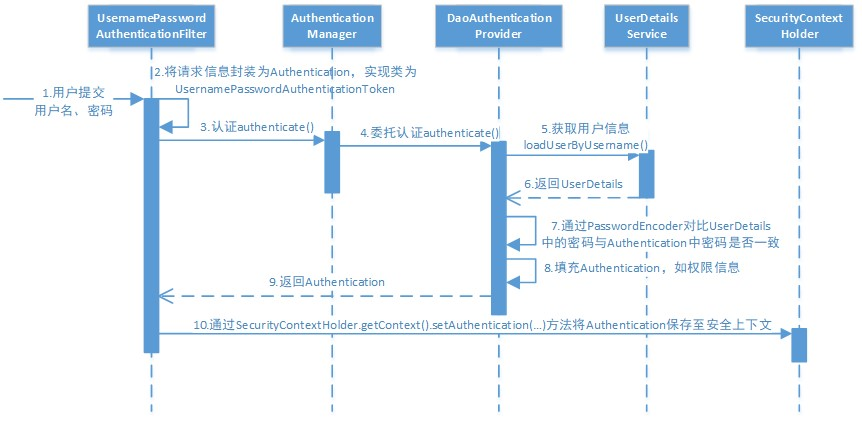 UsernamePassword
AuthenticationFilter
Authentication
Manager
DaoAuthentication
Provider
UserDetails
Service
SecurityContext
Holder
1.用户提交
用户名、密码
2.将请求信息封装为Authentication，实现类为
UsernamePasswordAuthenticationToken
3.认证authenticate()
4.委托认证authenticate()
5.获取用户信息
loadUserByUsername()
6.返回UserDetails
7.通过PasswordEncoder对比UserDetails
中的密码与Authentication中密码是否一致
8.填充Authentication，如权限信息
9.返回Authentication
10.通过SecurityContextHolder.getContext().setAuthentication(...)方法将Authentication保存至安全上下文